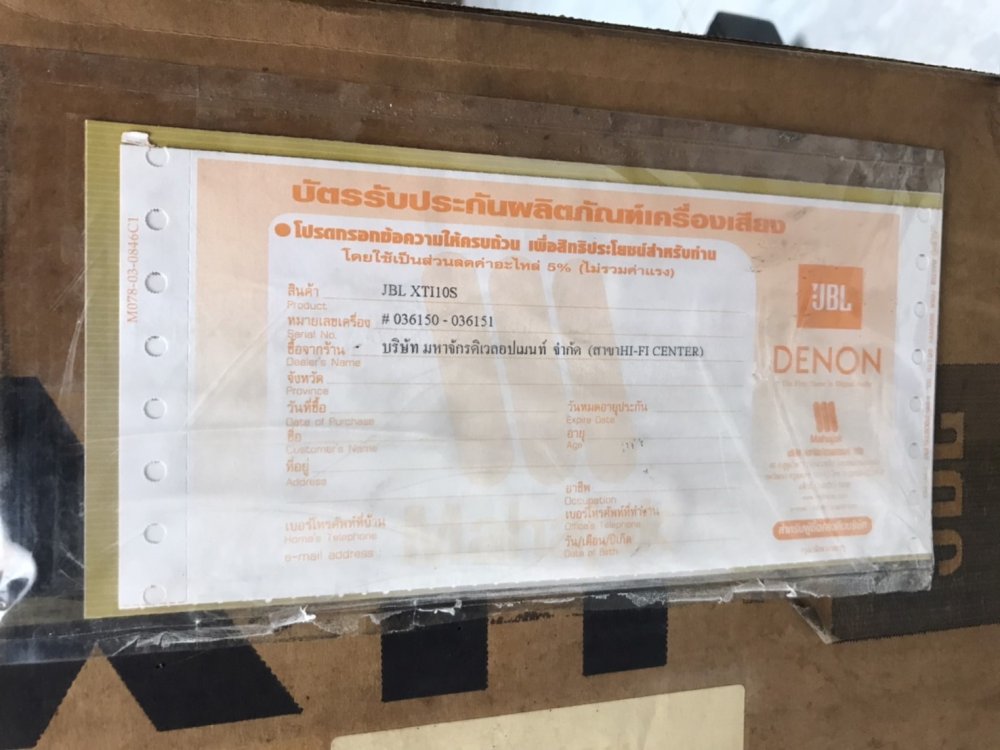 บัตรรับประกันผลิตภัณฑ์เครื่องเสียง
โปรดกรอกข้อความให้ครบถ้วน เพื่อสิทธิประโยชน์สำหรับท่าน
โดยใช้เป็นส่วนลดค่าอะไหล่ 5% (ไม่รวมค่าแรง)
M078-03-0846C1
สินค้า JBL XTI10S
Product
หมายเลขเครื่อง # 036150 - 036151
Serial No.
ซื้อจากร้าน บริษัท มหาจักรดิเวลอปเมนท์ จำกัด (สาขาHI-FI CENTER)
Dealer's Name
จังหวัด
Province
วันที่ซื้อ วันหมดอายุประกัน
Date of Purchase Expire Date
ชื่อ อายุ
Customer's Name Age
ที่อยู่ อาชีพ
Address Occupation
เบอร์โทรศัพท์ที่บ้าน เบอร์โทรศัพท์ที่ทำงาน
Home's Telephone Office's Telephone
e-mail address วัน/เดือน/ปีเกิด
Date of Birth
JBL
DENON
Mahajak